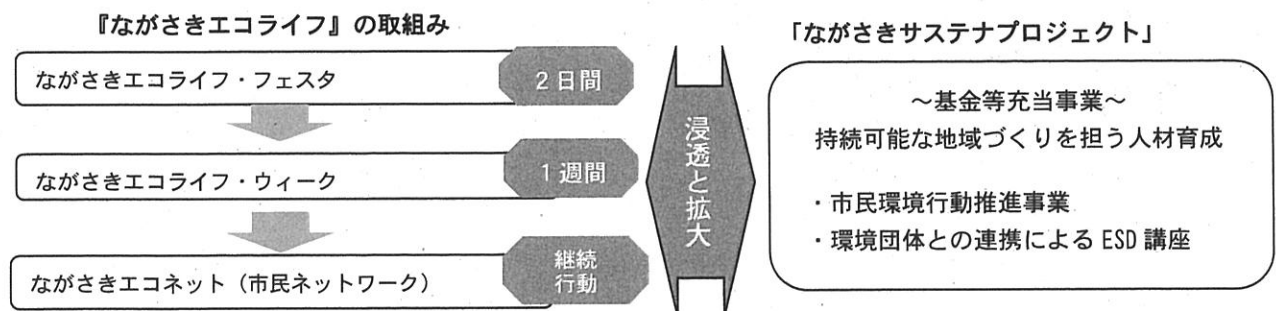 『ながさきエコライフ』の取組み
ながさきエコライフ・フェスタ
2日間
ながさきエコライフ・ウィーク
1週間
ながさきエコネット（市民ネットワーク）
継続
行動
浸透と拡大
「ながさきサステナプロジェクト」
～基金等充当事業～
持続可能な地域づくりを担う人材育成
・市民環境行動推進事業
・環境団体との連携による ESD 講座